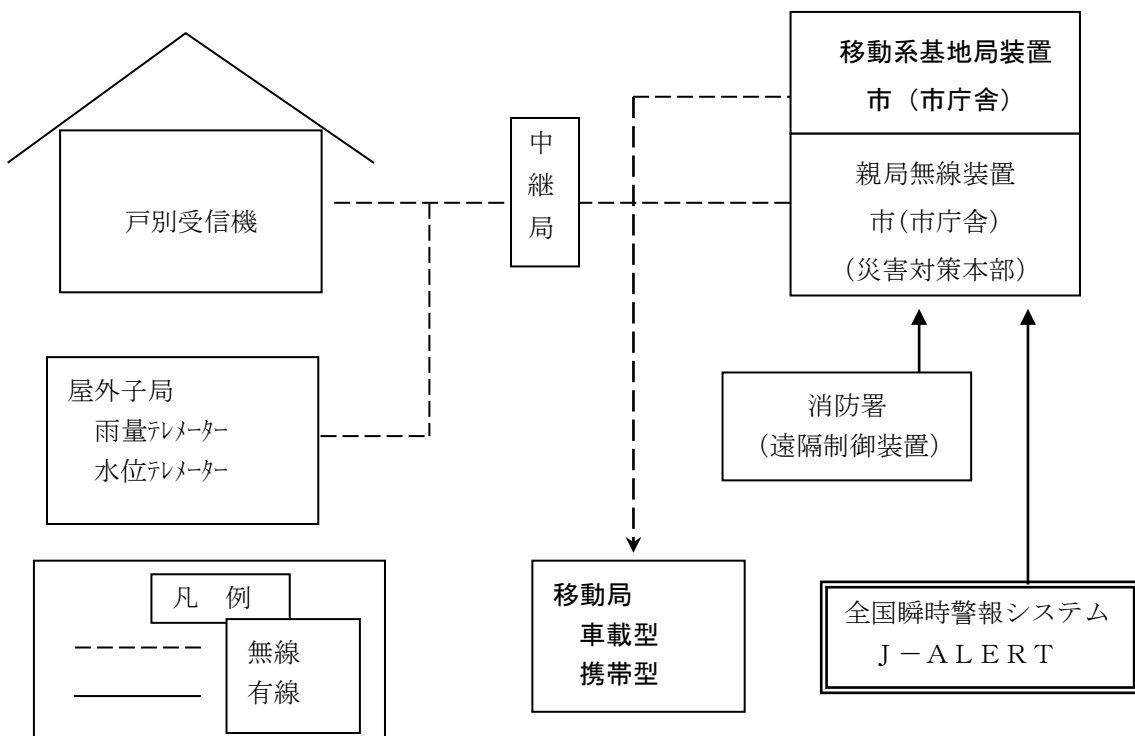 移動系基地局装置
市（市庁舎）
親局無線装置
市(市庁舎)
(災害対策本部)
中
継
局
戸別受信機
屋外子局
雨量ﾃﾚﾒｰﾀｰ
水位ﾃﾚﾒｰﾀｰ
消防署
(遠隔制御装置)
凡　例
無線
有線
移動局
車載型
携帯型
全国瞬時警報システム
Ｊ－ＡＬＥＲＴ